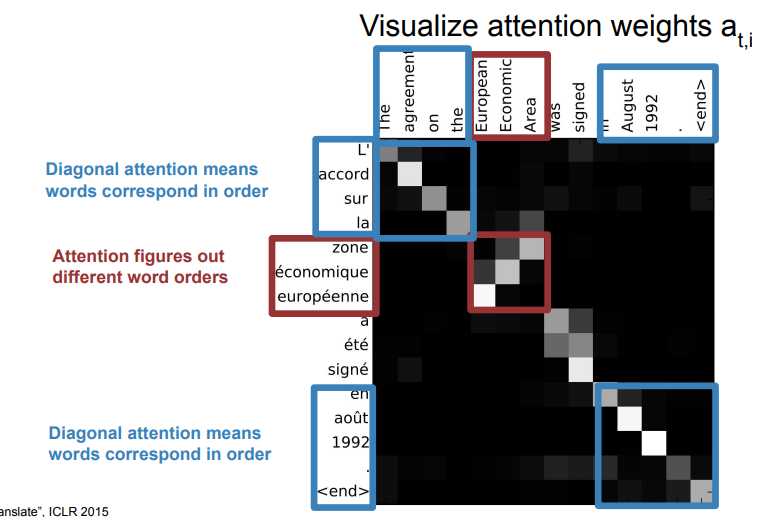 Visualize attention weights a_t,i
The
agreement
on
the
European
Economic
Area
was
signed
in
August
1992
.
<end>
Diagonal attention means
words correspond in order
Attention figures out
different word orders
Diagonal attention means
words correspond in order
L'
accord
sur
la
zone
économique
européenne
a
été
signé
en
août
1992
.
<end>
anslate", ICLR 2015